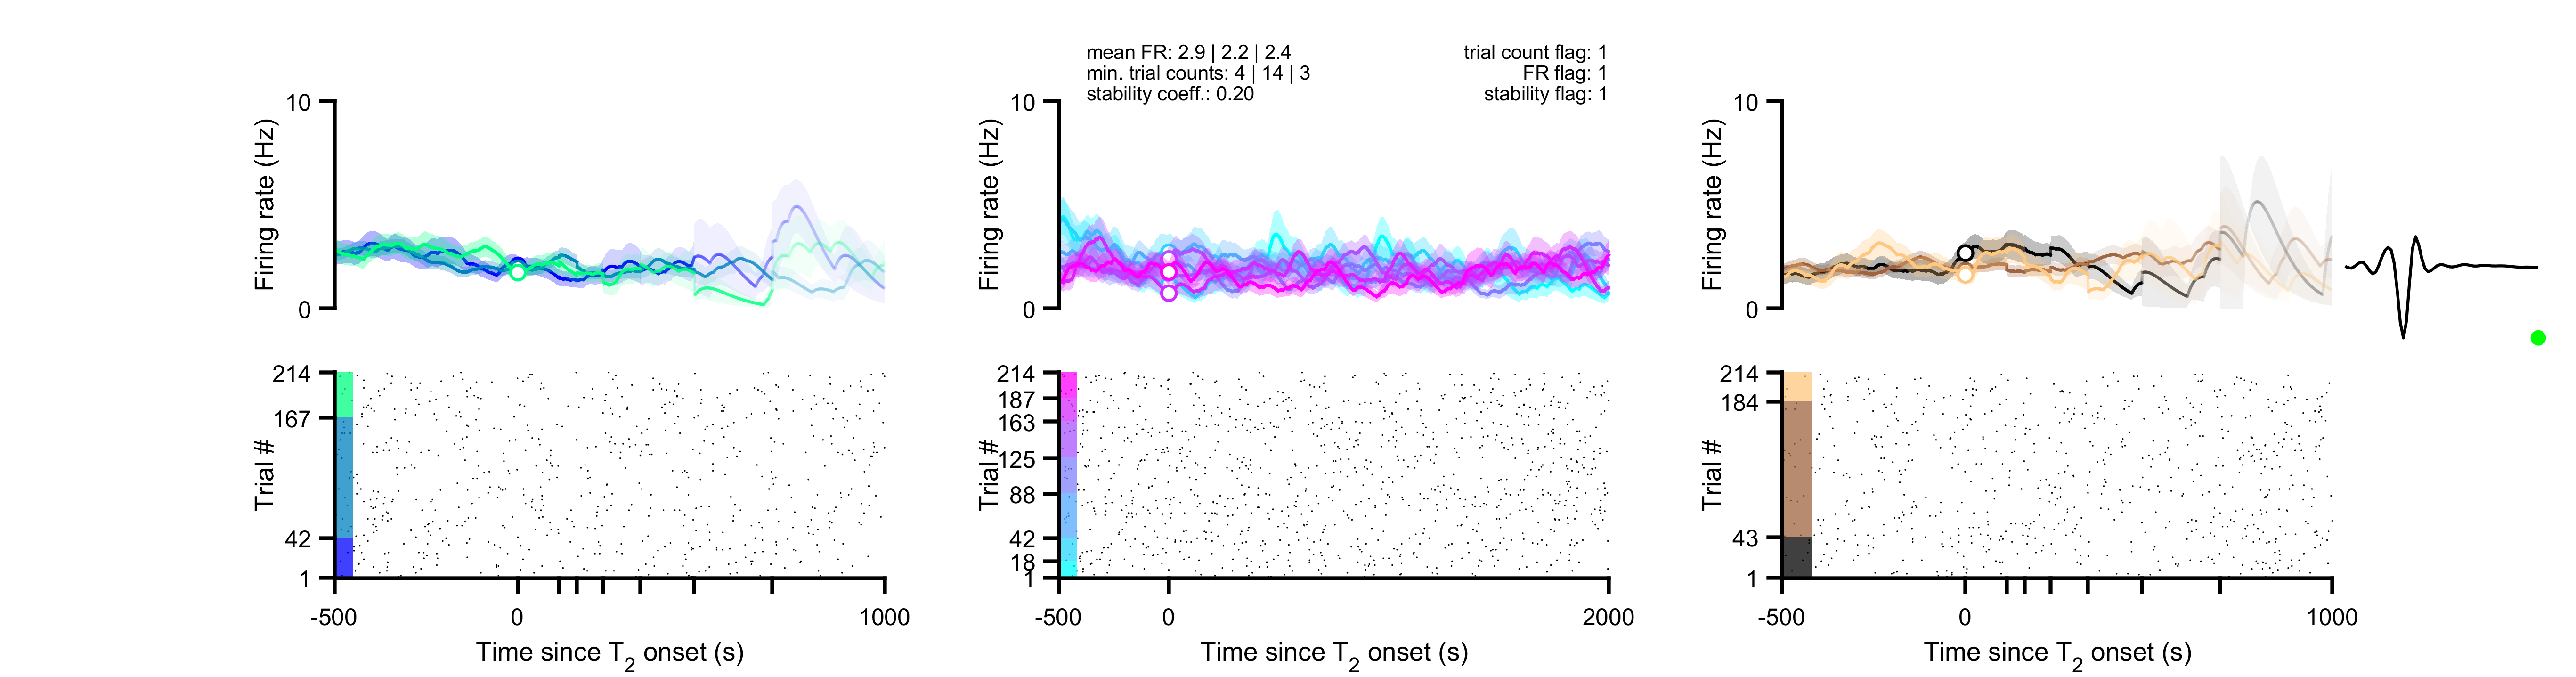 mean FR: 2.9 | 2.2 | 2.4
min. trial counts: 4 | 14 | 3
stability coeff.: 0.20
trial count flag: 1
FR flag: 1
stability flag: 1
10
Firing rate (Hz)
0
214
167
Trial #
42
1
-500
0
1000
Time since T2 onset (s)
10
Firing rate (Hz)
0
214
187
163
125
88
42
18
1
Trial #
-500
0
2000
Time since T2 onset (s)
10
Firing rate (Hz)
0
214
184
Trial #
43
1
-500
0
1000
Time since T2 onset (s)